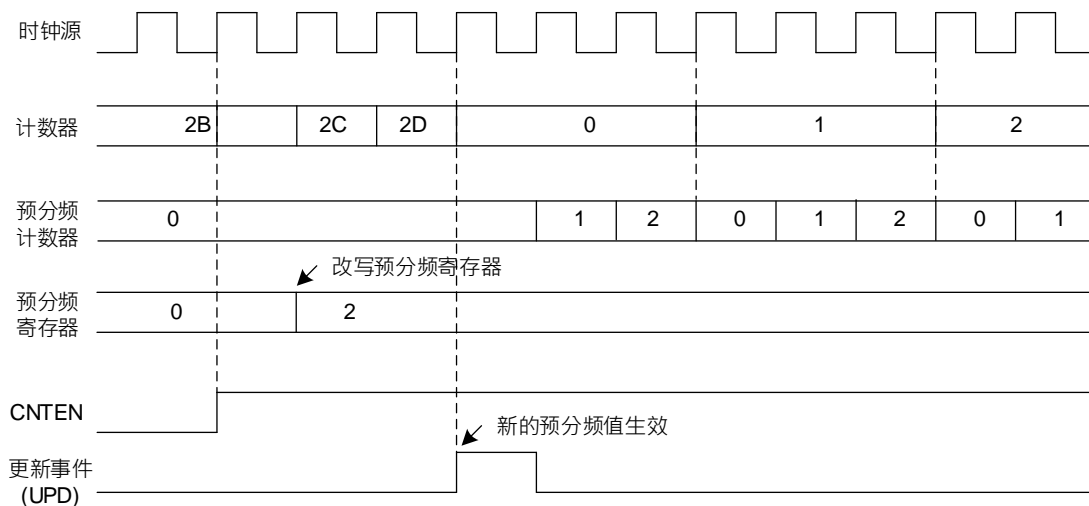 时钟源
计数器
2B 2C 2D 0 1 2
预分频
计数器
0 1 2 0 1 2 0 1
改写预分频寄存器
预分频
寄存器
0 2
CNTEN
新的预分频值生效
更新事件
(UPD)